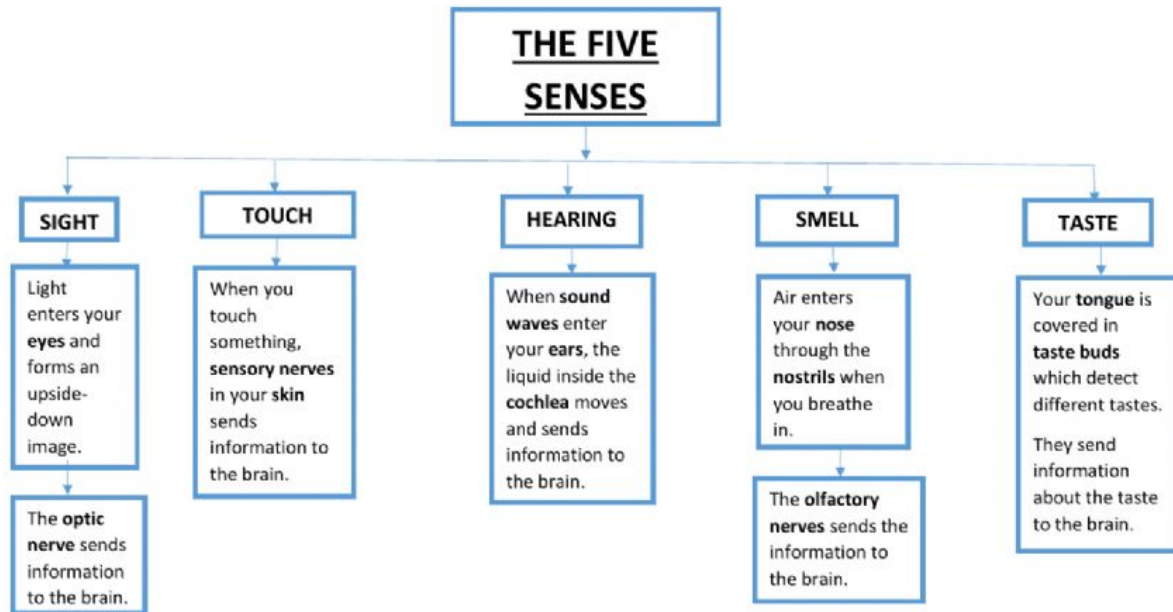 THE FIVE
SENSES
SIGHT
Light
enters your
eyes and
forms an
upside-
down
image.
The optic
nerve sends
information
to the brain.
TOUCH
When you
touch
something,
sensory nerves
in your skin
sends
information to
the brain.
HEARING
When sound
waves enter
your ears, the
liquid inside the
cochlea moves
and sends
information to
the brain.
SMELL
Air enters
your nose
through the
nostrils when
you breathe
in.
The olfactory
nerves sends the
information to
the brain.
TASTE
Your tongue is
covered in
taste buds
which detect
different tastes.
They send
information
about the taste
to the brain.